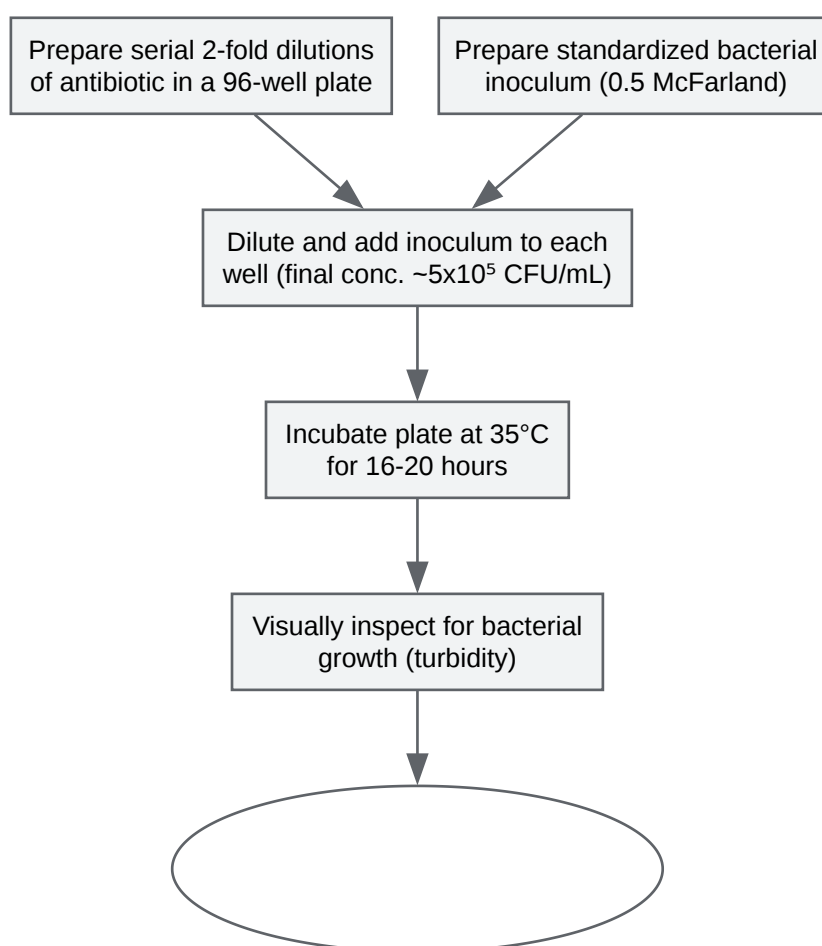 Prepare serial 2-fold dilutions
of antibiotic in a 96-well plate
Prepare standardized bacterial
inoculum (0.5 McFarland)
Dilute and add inoculum to each
well (final conc. ~5x10⁵ CFU/mL)
Incubate plate at 35°C
for 16-20 hours
Visually inspect for bacterial
growth (turbidity)